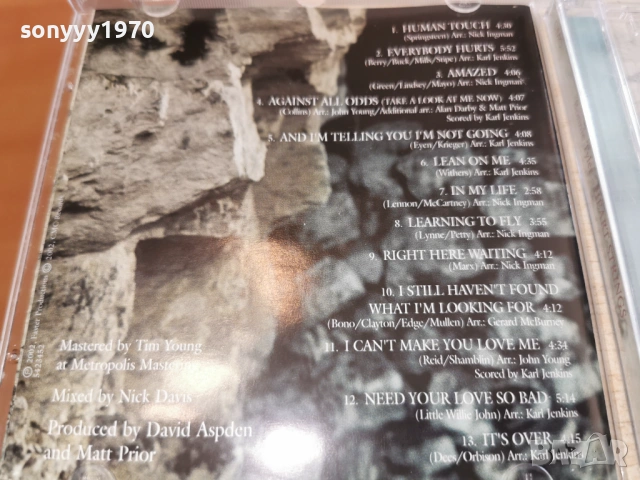 sonyyy1970
1. HUMAN TOUCH 4:30
(Springsteen) Arr.: Nick Ingman
2. EVERYBODY HURTS 5:52
(Berry/Buck/Mills/Stipe) Arr.: Karl Jenkins
3. AMAZED 4:06
(Green/Lindsey/Mayo) Arr.: Nick Ingman
4. AGAINST ALL ODDS (TAKE A LOOK AT ME NOW) 4:07
(Collins) Arr.: John Young/Additional arr.: Alan Darby & Matt Prior
Scored by Karl Jenkins
5. AND I'M TELLING YOU I'M NOT GOING 4:08
(Eyen/Krieger) Arr.: Karl Jenkins
6. LEAN ON ME 4:35
(Withers) Arr.: Karl Jenkins
7. IN MY LIFE 2:58
(Lennon/McCartney) Arr.: Nick Ingman
8. LEARNING TO FLY 3:55
(Lynne/Petty) Arr.: Nick Ingman
9. RIGHT HERE WAITING 4:12
(Marx) Arr.: Nick Ingman
10. I STILL HAVEN'T FOUND
WHAT I'M LOOKING FOR 4:12
(Bono/Clayton/Edge/Mullen) Arr.: Gerard McBurney
11. I CAN'T MAKE YOU LOVE ME 4:34
(Reid/Shamblin) Arr.: John Young
Scored by Karl Jenkins
12. NEED YOUR LOVE SO BAD 5:14
(Little Willie John) Arr.: Karl Jenkins
13. IT'S OVER 4:15
(Dees/Orbison) Arr.: Karl Jenkins
Mastered by Tim Young
at Metropolis
Mixed by Nick Davis
Produced by David Aspden
and Matt Prior